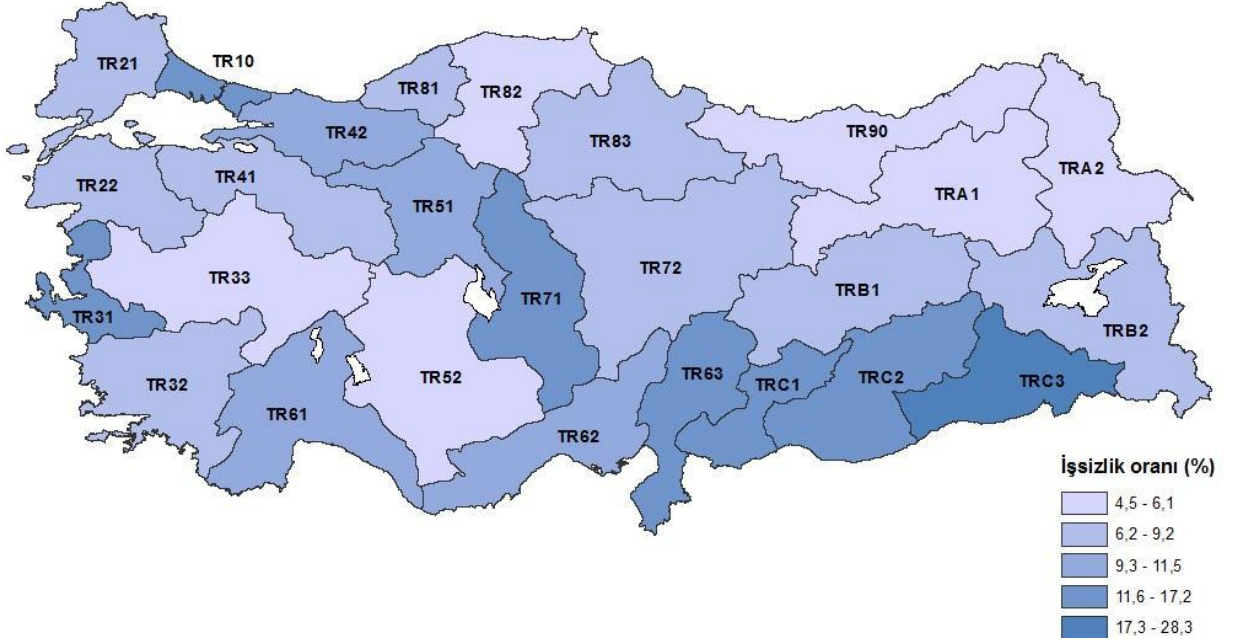 TR10
TR21
TR81
TR82
TR42
TR83
TR90
TRA2
TR22
TR41
TRA1
TR51
TR33
TR72
TRB1
TR71
TR31
TRB2
TR63
TR52
TRC2
TRC1
TRC3
TR32
TR61
TR62
İşsizlik oranı (%)
4,5 - 6,1
6,2 - 9,2
9,3 - 11,5
11,6 - 17,2
17,3 - 28,3